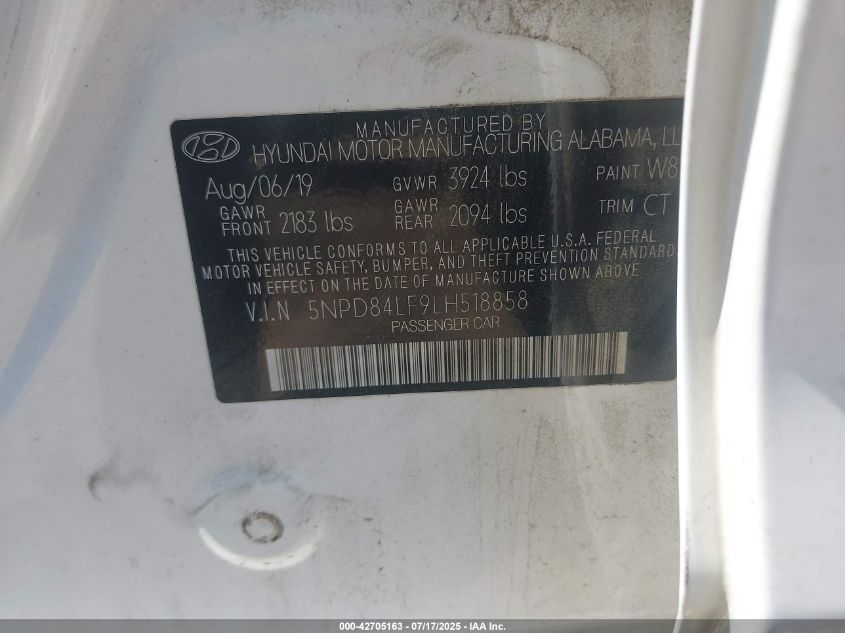 MANUFACTURED BY
HYUNDAI MOTOR MANUFACTURING ALABAMA, LL
Aug/06/19 GVWR 3924 lbs PAINT W8
GAWR FRONT 2183 lbs GAWR REAR 2094 lbs TRIM CT
THIS VEHICLE CONFORMS TO ALL APPLICABLE U.S.A. FEDERAL
MOTOR VEHICLE SAFETY, BUMPER, AND THEFT PREVENTION STANDARD
IN EFFECT ON THE DATE OF MANUFACTURE SHOWN ABOVE
V.I.N 5NPD84LF9LH518858
PASSENGER CAR
000-42705163 - 07/17/2025 - IAA Inc.